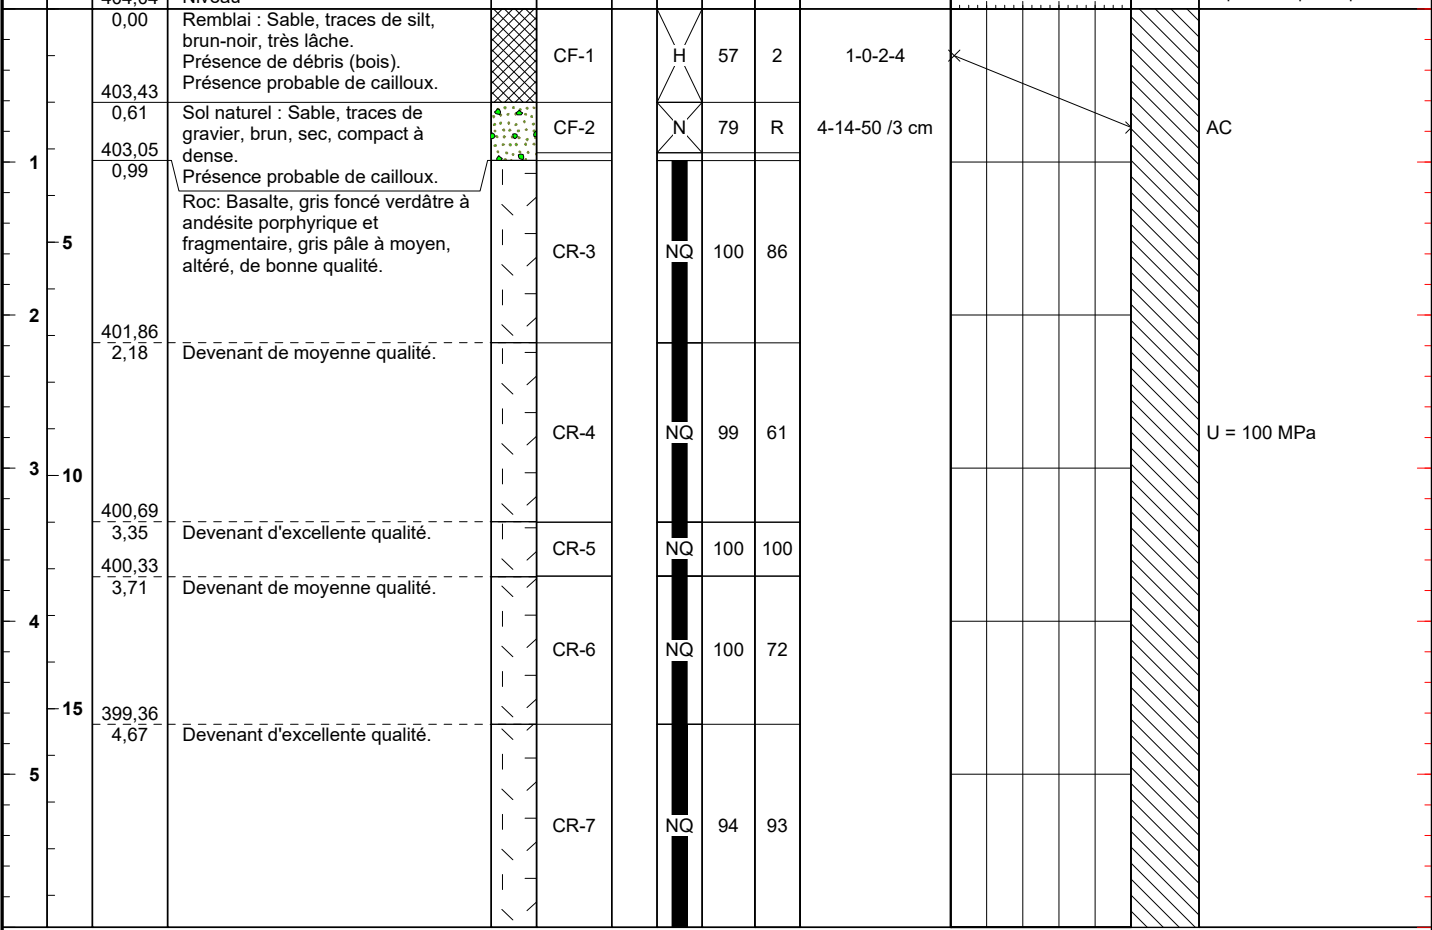 0,00 Remblai : Sable, traces de silt,
brun-noir, très lâche.
Présence de débris (bois).
Présence probable de cailloux.
CF-1 H 57 2 1-0-2-4
403,43
0,61 Sol naturel : Sable, traces de
gravier, brun, sec, compact à
dense.
Présence probable de cailloux.
CF-2 N 79 R 4-14-50 /3 cm AC
403,05
1
0,99
Roc: Basalte, gris foncé verdâtre à
andésite porphyrique et
fragmentaire, gris pâle à moyen,
altéré, de bonne qualité.
5
CR-3 NQ 100 86
2
401,86
2,18 Devenant de moyenne qualité.
CR-4 NQ 99 61 U = 100 MPa
3
10
400,69
3,35 Devenant d'excellente qualité.
CR-5 NQ 100 100
400,33
3,71 Devenant de moyenne qualité.
4
CR-6 NQ 100 72
15
399,36
4,67 Devenant d'excellente qualité.
5
CR-7 NQ 94 93